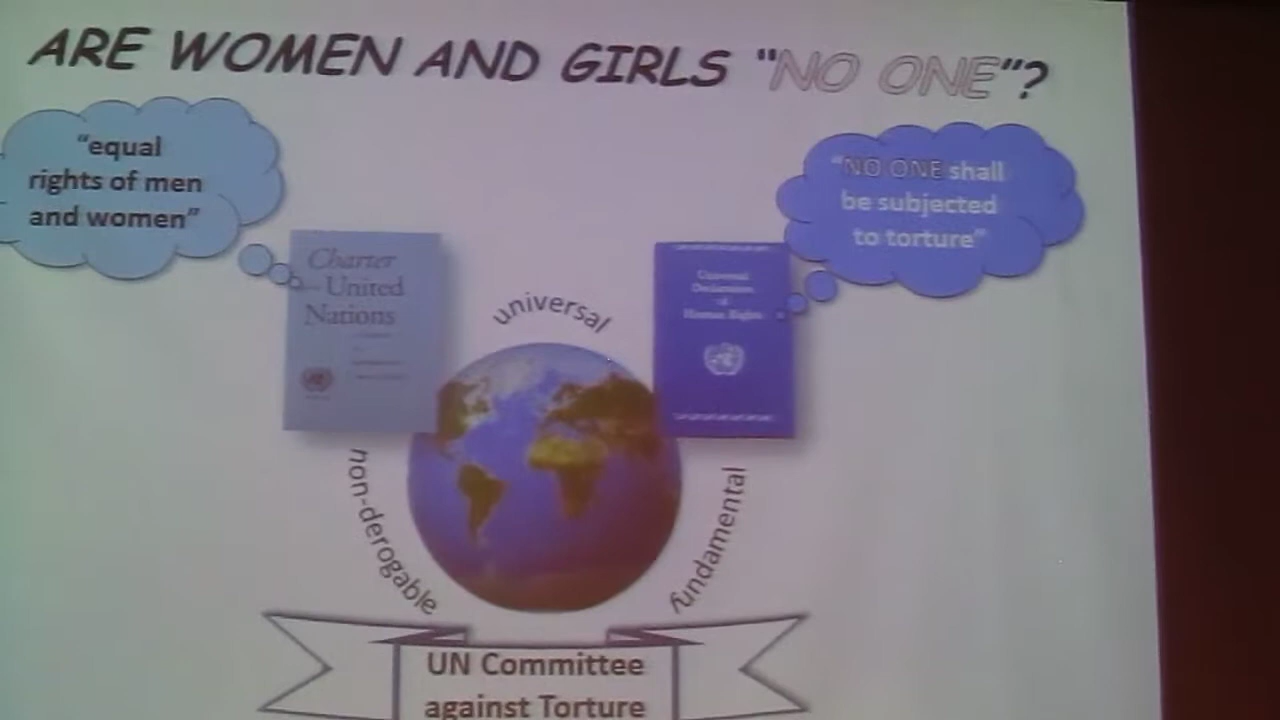 ARE WOMEN AND GIRLS "NO ONE"?
"equal
rights of men
and women"
"NO ONE shall
be subjected
to torture"
Charter
United
Nations
Universal
Declaration
of
Human Rights
universal
non-derogable
fundamental
UN Committee
against Torture